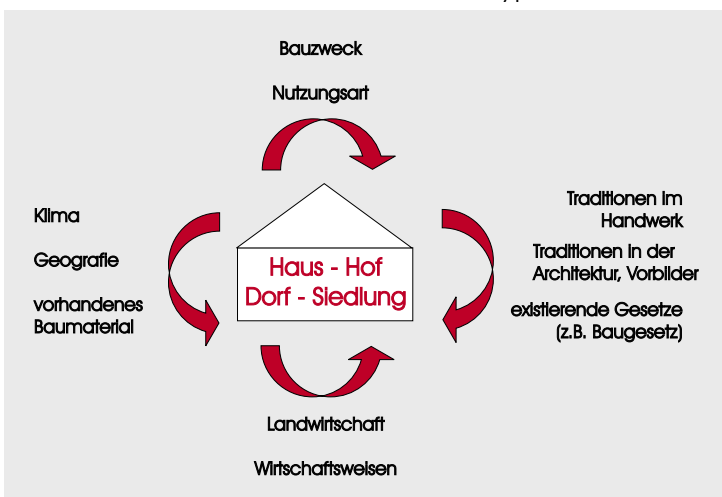 Bauzweck
Nutzungsart
Klima
Geografie
vorhandenes
Baumaterial
Haus - Hof
Dorf - Siedlung
Traditionen im
Handwerk
Traditionen in der
Architektur, Vorbilder
existierende Gesetze
(z.B. Baugesetz)
Landwirtschaft
Wirtschaftsweisen